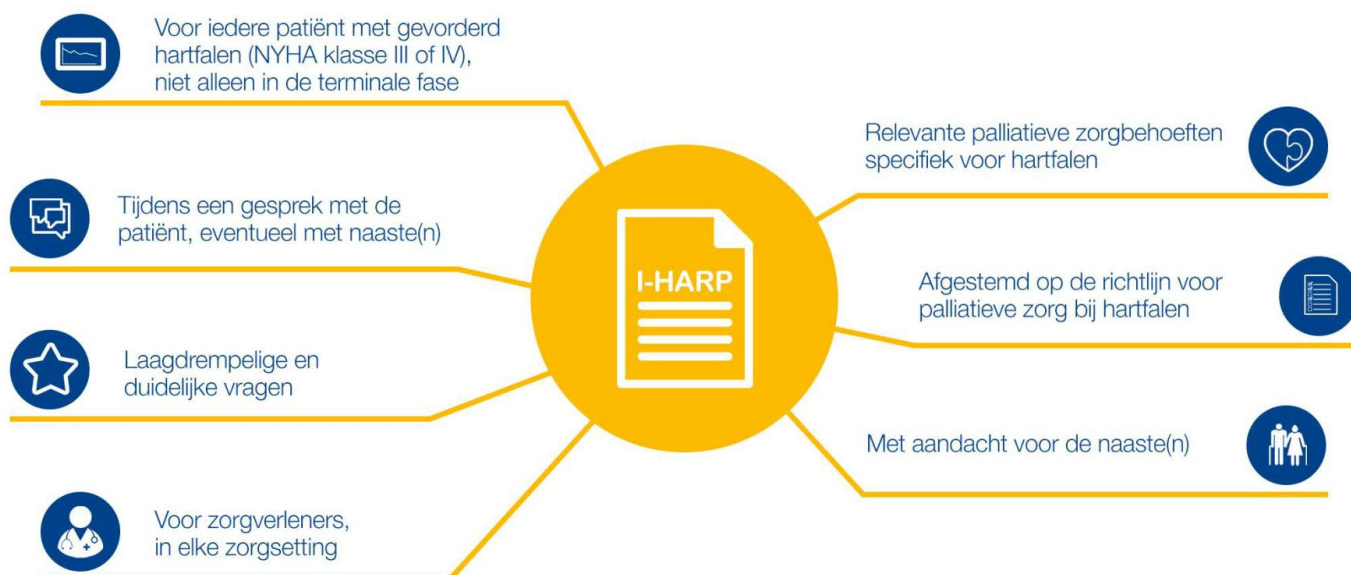 Voor iedere patiënt met gevorderd
hartfalen (NYHA klasse III of IV),
niet alleen in de terminale fase
Tijdens een gesprek met de
patiënt, eventueel met naaste(n)
Laagdrempelige en
duidelijke vragen
Voor zorgverleners,
in elke zorgsetting
I-HARP
Relevante palliatieve zorgbehoeften
specifiek voor hartfalen
Afgestemd op de richtlijn voor
palliatieve zorg bij hartfalen
Met aandacht voor de naaste(n)